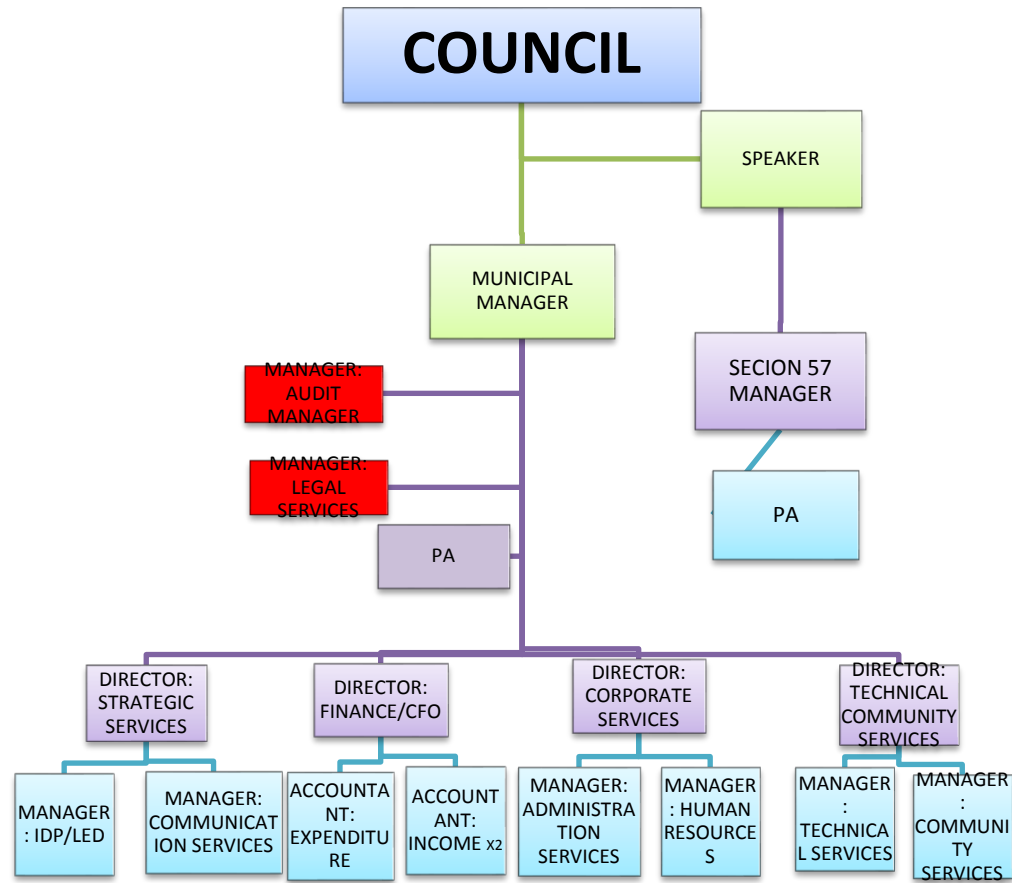 COUNCIL
SPEAKER
MUNICIPAL
MANAGER
MANAGER:
AUDIT
MANAGER
SECION 57
MANAGER
MANAGER:
LEGAL
SERVICES
PA
PA
DIRECTOR:
STRATEGIC
SERVICES
DIRECTOR:
FINANCE/CFO
DIRECTOR:
CORPORATE
SERVICES
DIRECTOR:
TECHNICAL
COMMUNITY
SERVICES
MANAGER
: IDP/LED
MANAGER:
COMMUNICAT
ION SERVICES
ACCOUNTA
NT:
EXPENDITU
RE
ACCOUNT
ANT:
INCOME x2
MANAGER:
ADMINISTRA
TION
SERVICES
MANAGER
: HUMAN
RESOURCE
S
MANAGER
:
TECHNICA
L SERVICES
MANAGER
:
COMMUNI
TY
SERVICES